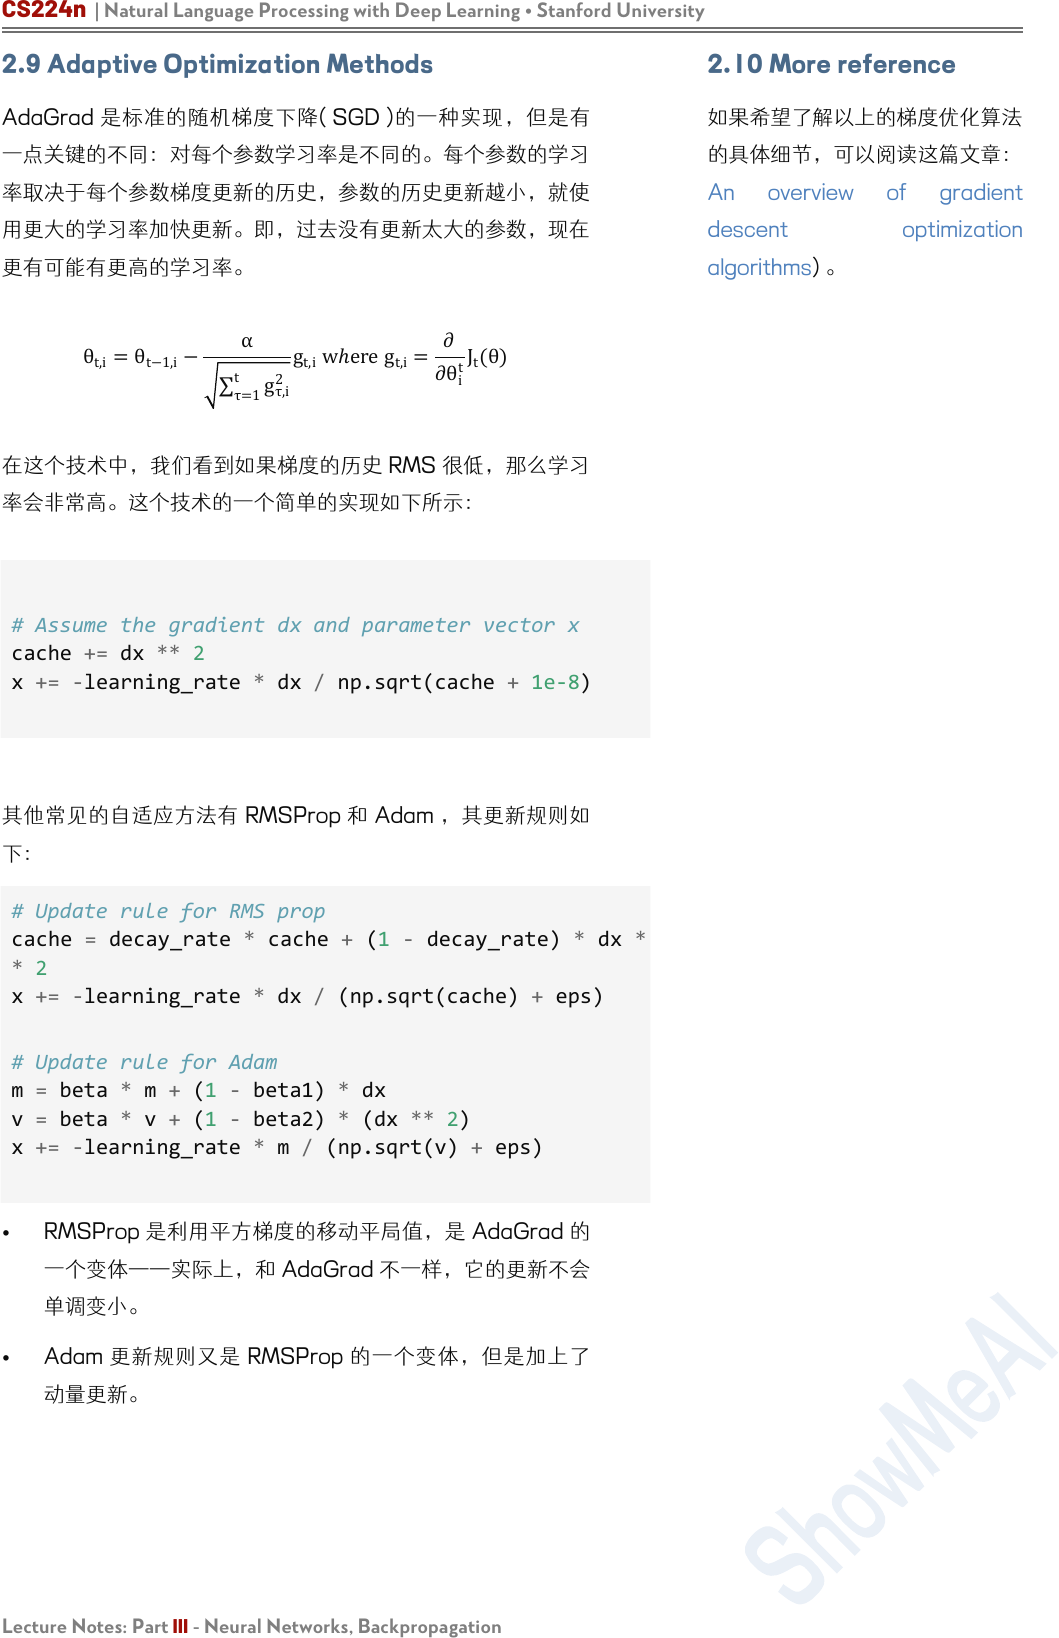 CS224n | Natural Language Processing with Deep Learning • Stanford University
2.9 Adaptive Optimization Methods
AdaGrad 是标准的随机梯度下降( SGD )的一种实现，但是有
一点关键的不同：对每个参数学习率是不同的。每个参数的学习
率取决于每个参数梯度更新的历史，参数的历史更新越小，就使
用更大的学习率加快更新。即，过去没有更新太大的参数，现在
更有可能有更高的学习率。
θ_{t,i} = θ_{t−1,i} − \frac{α}{\sqrt{∑_{τ=1}^{t} g_{τ,i}^{2}}} g_{t,i} where g_{t,i} = \frac{∂}{∂θ_{i}^{t}} J_t(θ)
在这个技术中，我们看到如果梯度的历史 RMS 很低，那么学习
率会非常高。这个技术的一个简单的实现如下所示：
# Assume the gradient dx and parameter vector x
cache += dx ** 2
x += -learning_rate * dx / np.sqrt(cache + 1e-8)
其他常见的自适应方法有 RMSProp 和 Adam ，其更新规则如
下：
# Update rule for RMS prop
cache = decay_rate * cache + (1 - decay_rate) * dx *
* 2
x += -learning_rate * dx / (np.sqrt(cache) + eps)
# Update rule for Adam
m = beta * m + (1 - beta1) * dx
v = beta * v + (1 - beta2) * (dx ** 2)
x += -learning_rate * m / (np.sqrt(v) + eps)
• RMSProp 是利用平方梯度的移动平局值，是 AdaGrad 的
一个变体——实际上，和 AdaGrad 不一样，它的更新不会
单调变小。
• Adam 更新规则又是 RMSProp 的一个变体，但是加上了
动量更新。
2.10 More reference
如果希望了解以上的梯度优化算法
的具体细节，可以阅读这篇文章：
An overview of gradient
descent optimization
algorithms) 。
ShowMeAI
Lecture Notes: Part III - Neural Networks, Backpropagation